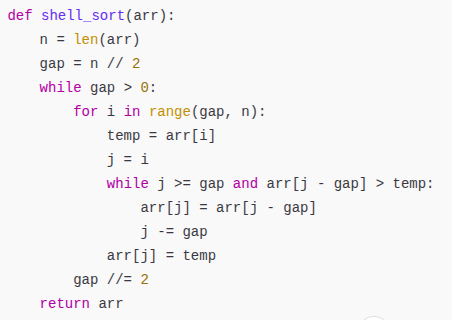 def shell_sort(arr):
    n = len(arr)
    gap = n // 2
    while gap > 0:
        for i in range(gap, n):
            temp = arr[i]
            j = i
            while j >= gap and arr[j - gap] > temp:
                arr[j] = arr[j - gap]
                j -= gap
            arr[j] = temp
        gap //= 2
    return arr